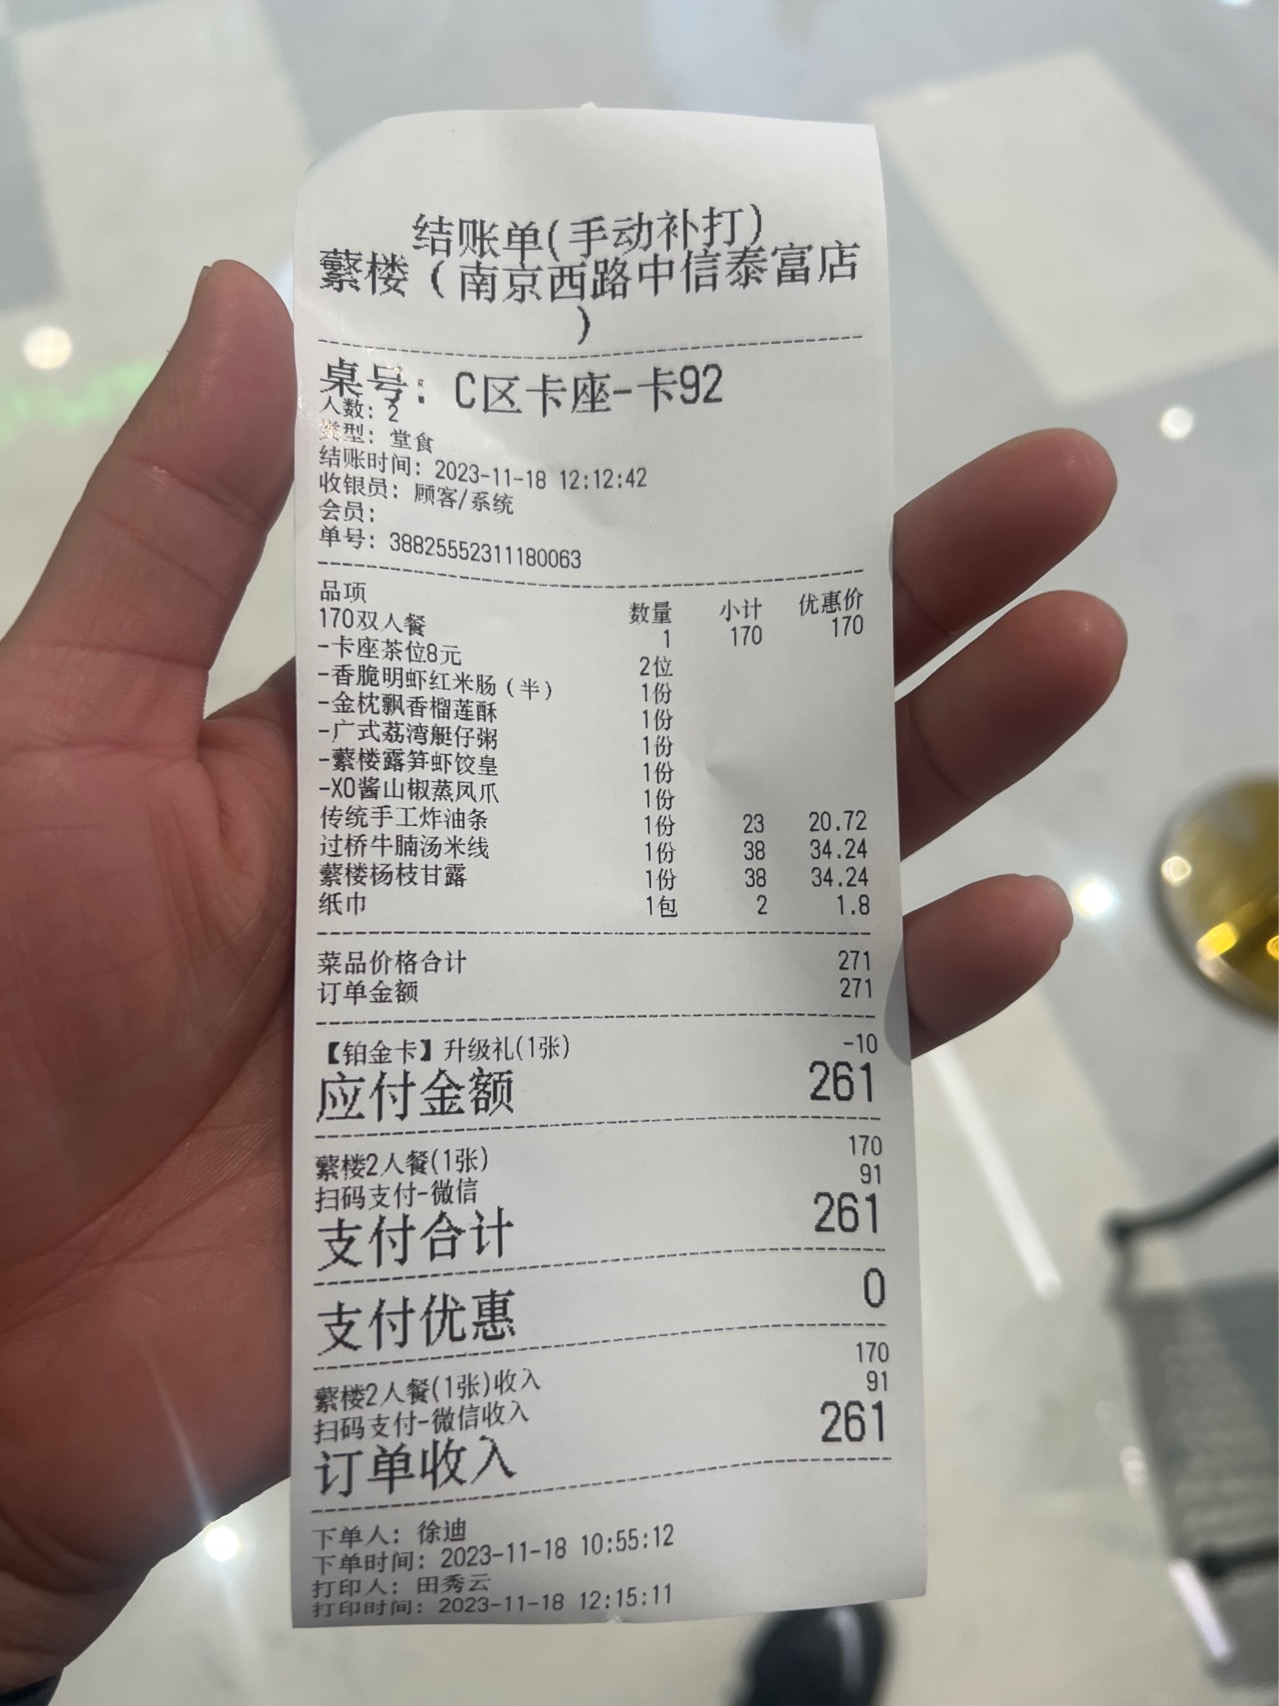 结账单(手动补打)
蘩楼（南京西路中信泰富店
）
桌号：C区卡座-卡92
人数：2
类型：堂食
结账时间：2023-11-18 12:12:42
收银员：顾客/系统
会员：
单号：38825552311180063
品项 数量 小计 优惠价
170双人餐 1 170 170
-卡座茶位8元 2位
-香脆明虾红米肠（半） 1份
-金枕飘香榴莲酥 1份
-广式荔湾艇仔粥 1份
-蘩楼露笋虾饺皇 1份
-XO酱山椒蒸凤爪 1份
传统手工炸油条 1份 23 20.72
过桥牛腩汤米线 1份 38 34.24
蘩楼杨枝甘露 1份 38 34.24
纸巾 1包 2 1.8
菜品价格合计 271
订单金额 271
【铂金卡】升级礼(1张) -10
应付金额 261
蘩楼2人餐(1张) 170
扫码支付-微信 91
支付合计 261
支付优惠 0
蘩楼2人餐(1张)收入 170
扫码支付-微信收入 91
订单收入 261
下单人：徐迪
下单时间：2023-11-18 10:55:12
打印人：田秀云
打印时间：2023-11-18 12:15:11